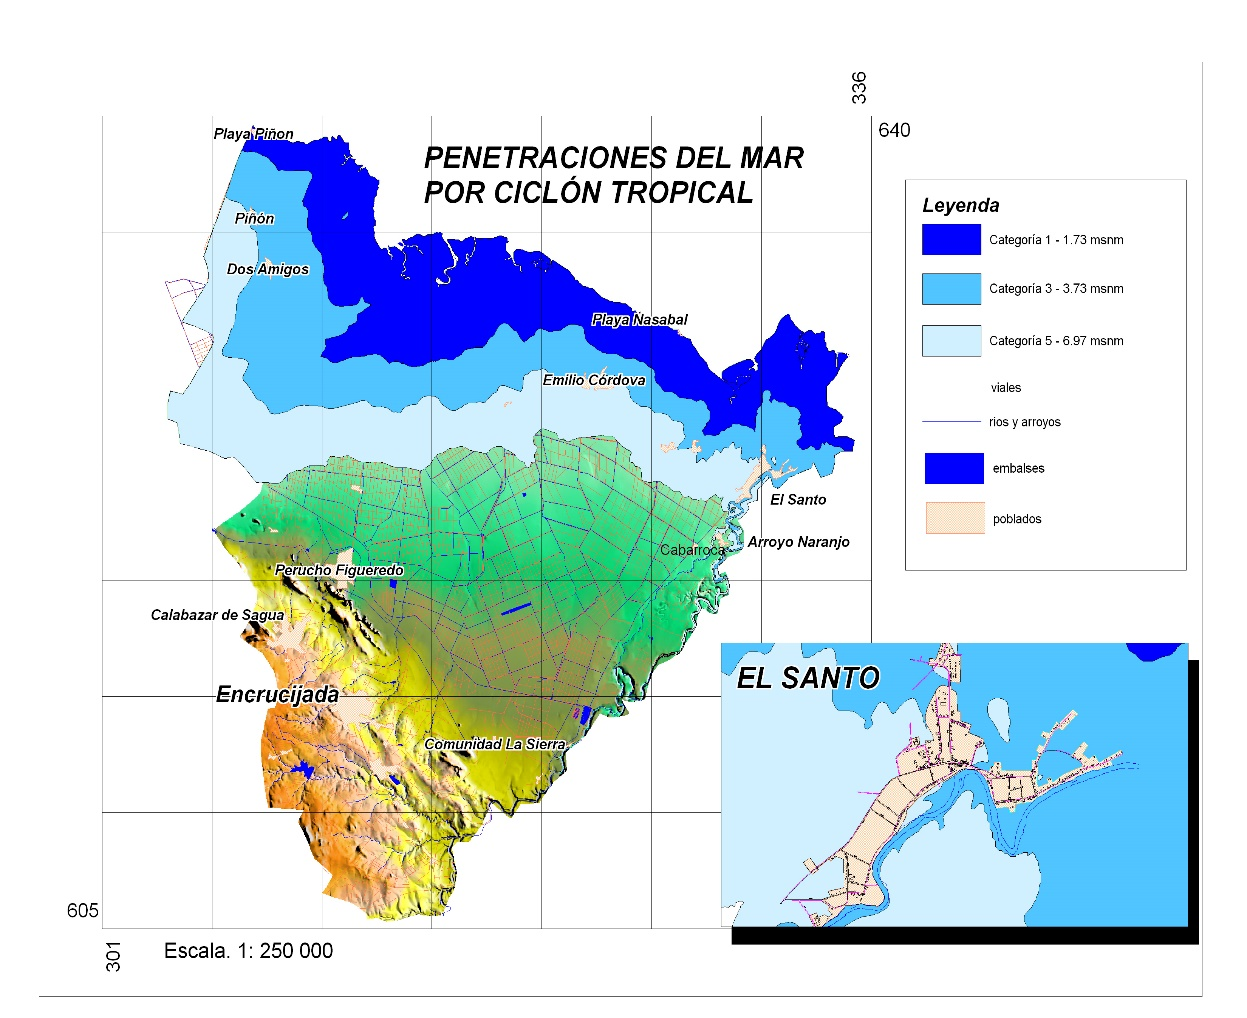 336
640
Playa Piñon
PENETRACIONES DEL MAR
POR CICLÓN TROPICAL
Leyenda
Categoría 1 - 1.73 msnm
Categoría 3 - 3.73 msnm
Categoría 5 - 6.97 msnm
viales
rios y arroyos
embalses
poblados
Piñón
Dos Amigos
Playa Nasabal
Emilio Córdova
El Santo
Arroyo Naranjo
Cabarroca
Perucho Figueredo
Calabazar de Sagua
Encrucijada
Comunidad La Sierra
EL SANTO
605
301
Escala. 1: 250 000